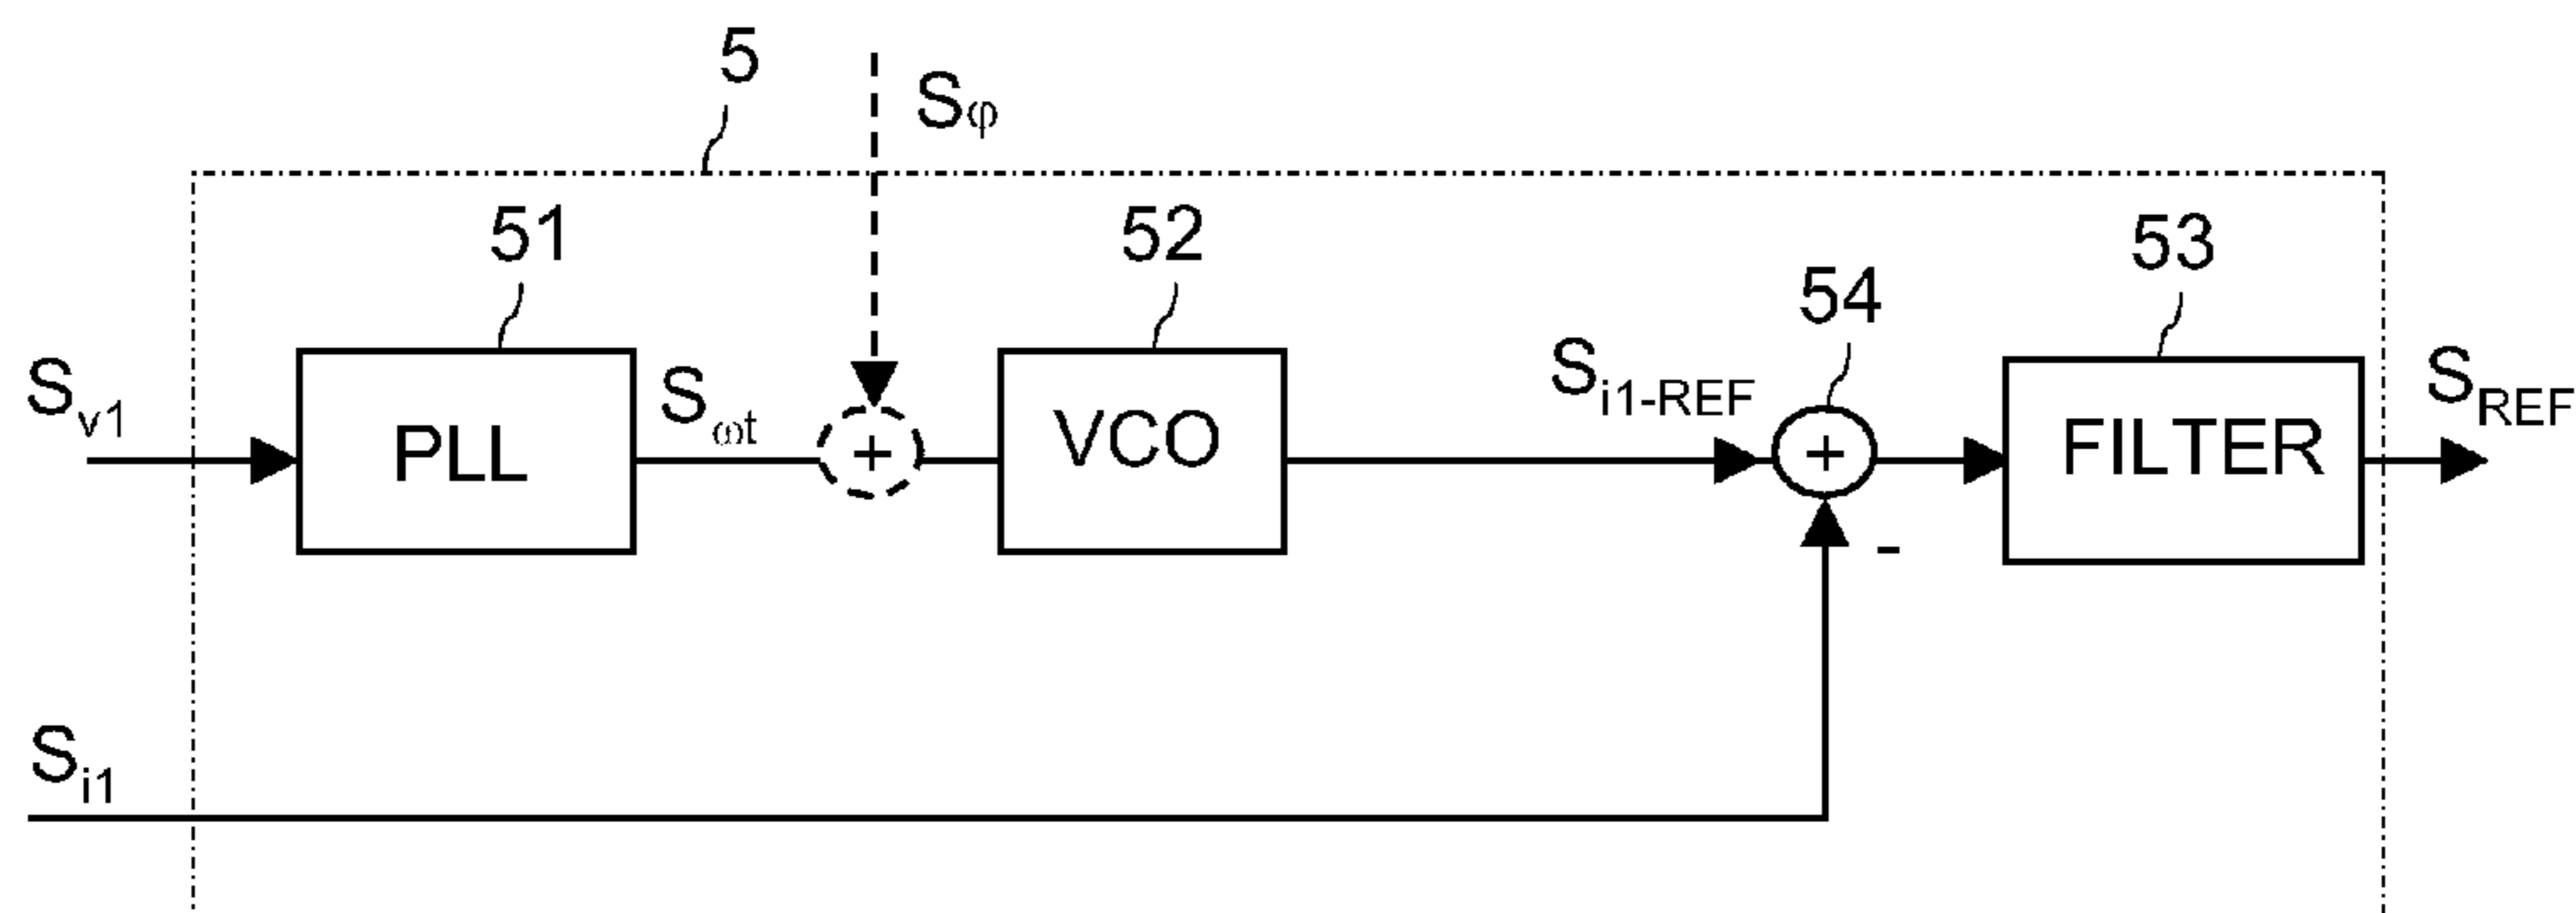 5
Sφ
51
52
53
54
Sv1
PLL
Sωt
+
VCO
Si1-REF
+
FILTER
SREF
-
Si1